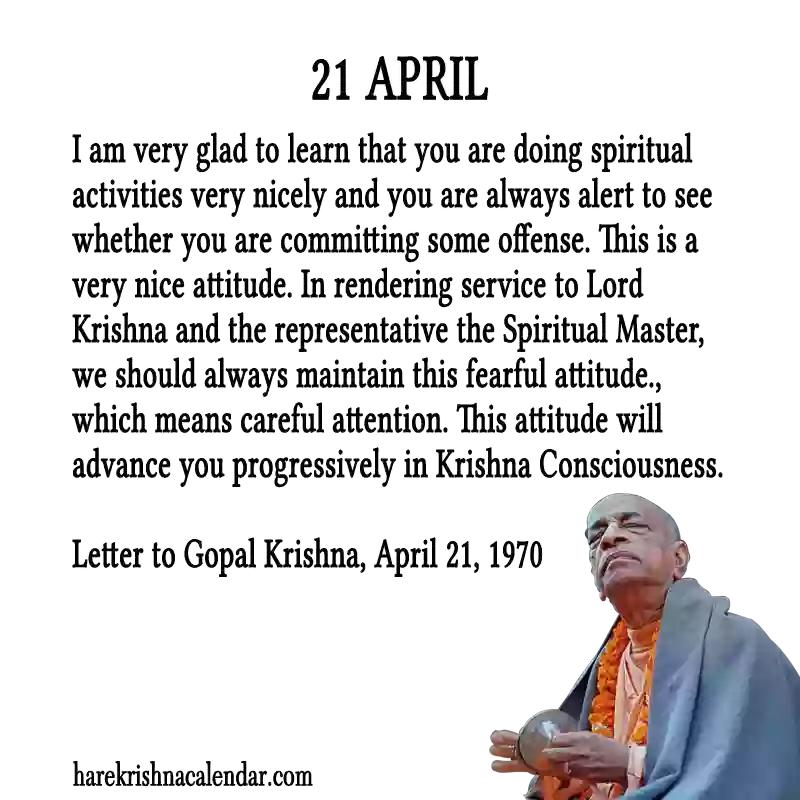 21 APRIL
I am very glad to learn that you are doing spiritual
activities very nicely and you are always alert to see
whether you are committing some offense. This is a
very nice attitude. In rendering service to Lord
Krishna and the representative the Spiritual Master,
we should always maintain this fearful attitude.,
which means careful attention. This attitude will
advance you progressively in Krishna Consciousness.
Letter to Gopal Krishna, April 21, 1970
harekrishnacalendar.com